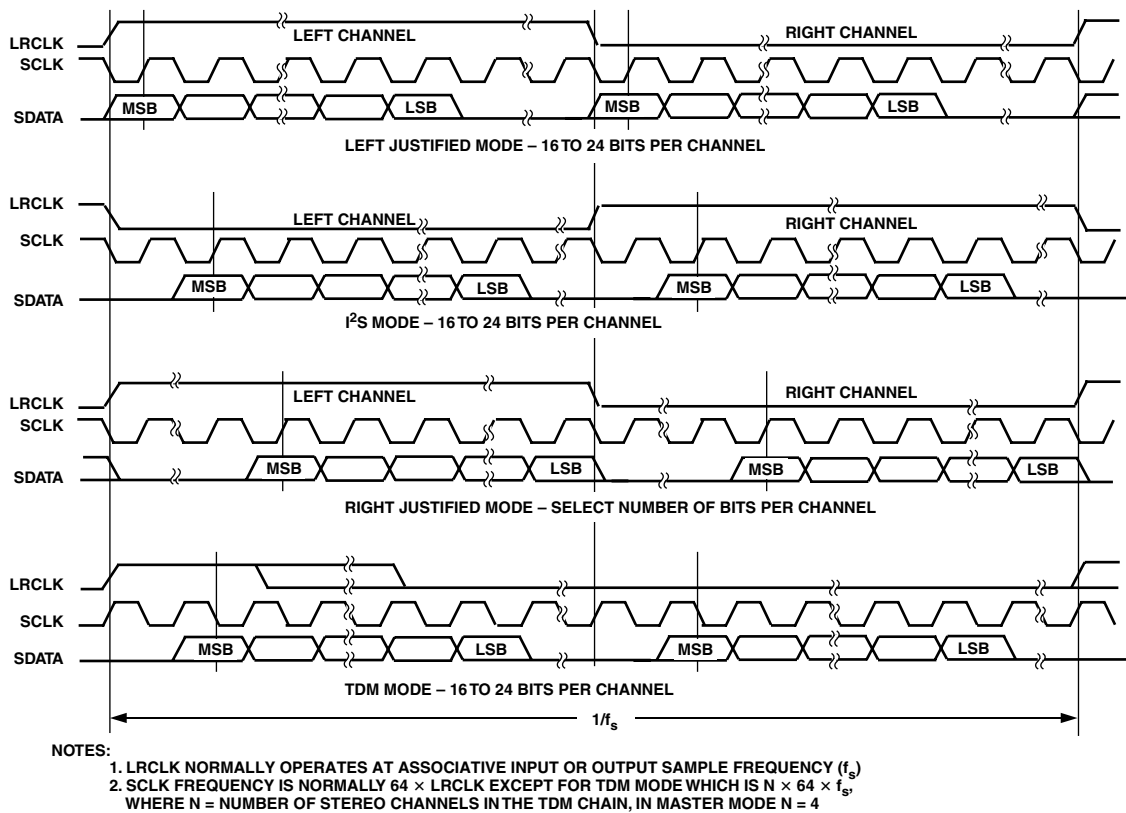 LRCLK
LEFT CHANNEL
RIGHT CHANNEL
SCLK
SDATA
MSB
LSB
MSB
LSB
LEFT JUSTIFIED MODE – 16 TO 24 BITS PER CHANNEL
LRCLK
LEFT CHANNEL
RIGHT CHANNEL
SCLK
SDATA
MSB
LSB
MSB
LSB
I²S MODE – 16 TO 24 BITS PER CHANNEL
LRCLK
LEFT CHANNEL
RIGHT CHANNEL
SCLK
SDATA
MSB
LSB
MSB
LSB
RIGHT JUSTIFIED MODE – SELECT NUMBER OF BITS PER CHANNEL
LRCLK
SCLK
SDATA
MSB
LSB
MSB
LSB
TDM MODE – 16 TO 24 BITS PER CHANNEL
1/fs
NOTES:
1. LRCLK NORMALLY OPERATES AT ASSOCIATIVE INPUT OR OUTPUT SAMPLE FREQUENCY (fs)
2. SCLK FREQUENCY IS NORMALLY 64 × LRCLK EXCEPT FOR TDM MODE WHICH IS N × 64 × fs,
WHERE N = NUMBER OF STEREO CHANNELS IN THE TDM CHAIN, IN MASTER MODE N = 4